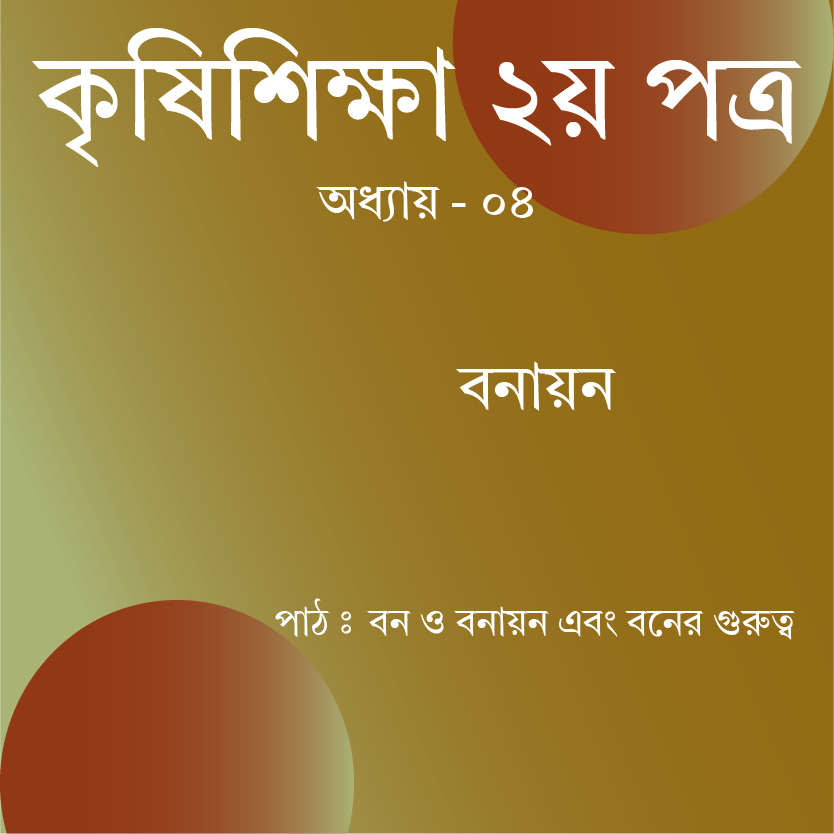 কৃষিশিক্ষা ২য় পত্র
অধ্যায় - ০৪
বনায়ন
পাঠ ঃ বন ও বনায়ন এবং বনের গুরুত্ব